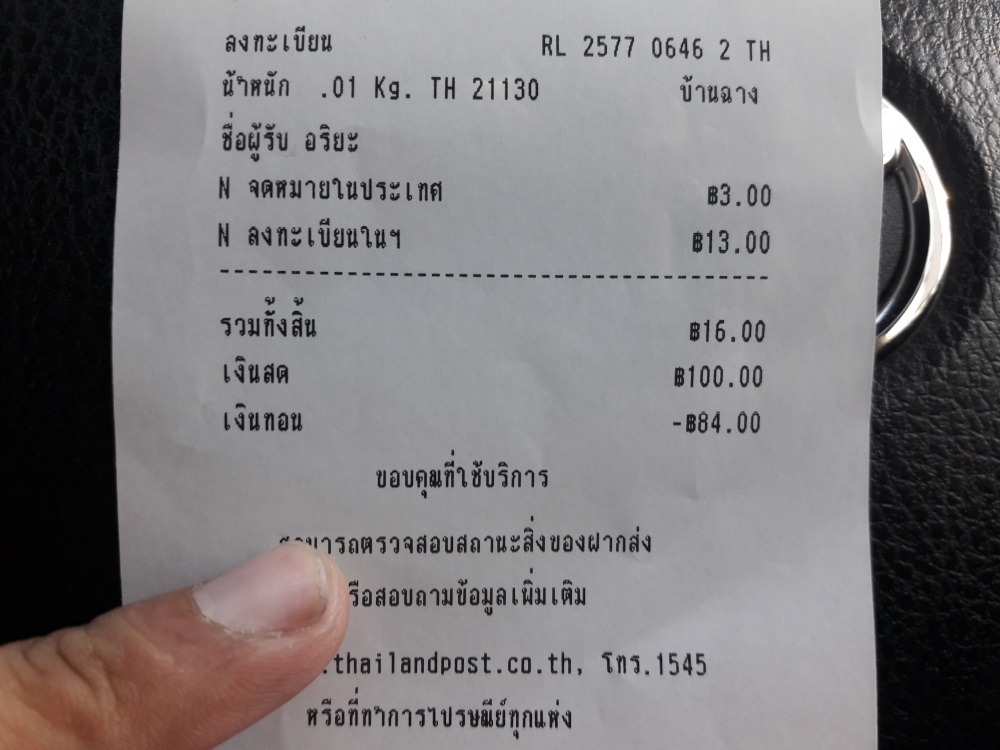 ลงทะเบียน RL 2577 0646 2 TH
น้ำหนัก .01 Kg. TH 21130 บ้านฉาง
ชื่อผู้รับ อริยะ
N จดหมายในประเทศ ฿3.00
N ลงทะเบียนในฯ ฿13.00
รวมทั้งสิ้น ฿16.00
เงินสด ฿100.00
เงินทอน -฿84.00
ขอบคุณที่ใช้บริการ
สามารถตรวจสอบสถานะสิ่งของฝากส่ง
รือสอบถามข้อมูลเพิ่มเติม
.thailandpost.co.th, โทร.1545
หรือที่ทำการไปรษณีย์ทุกแห่ง